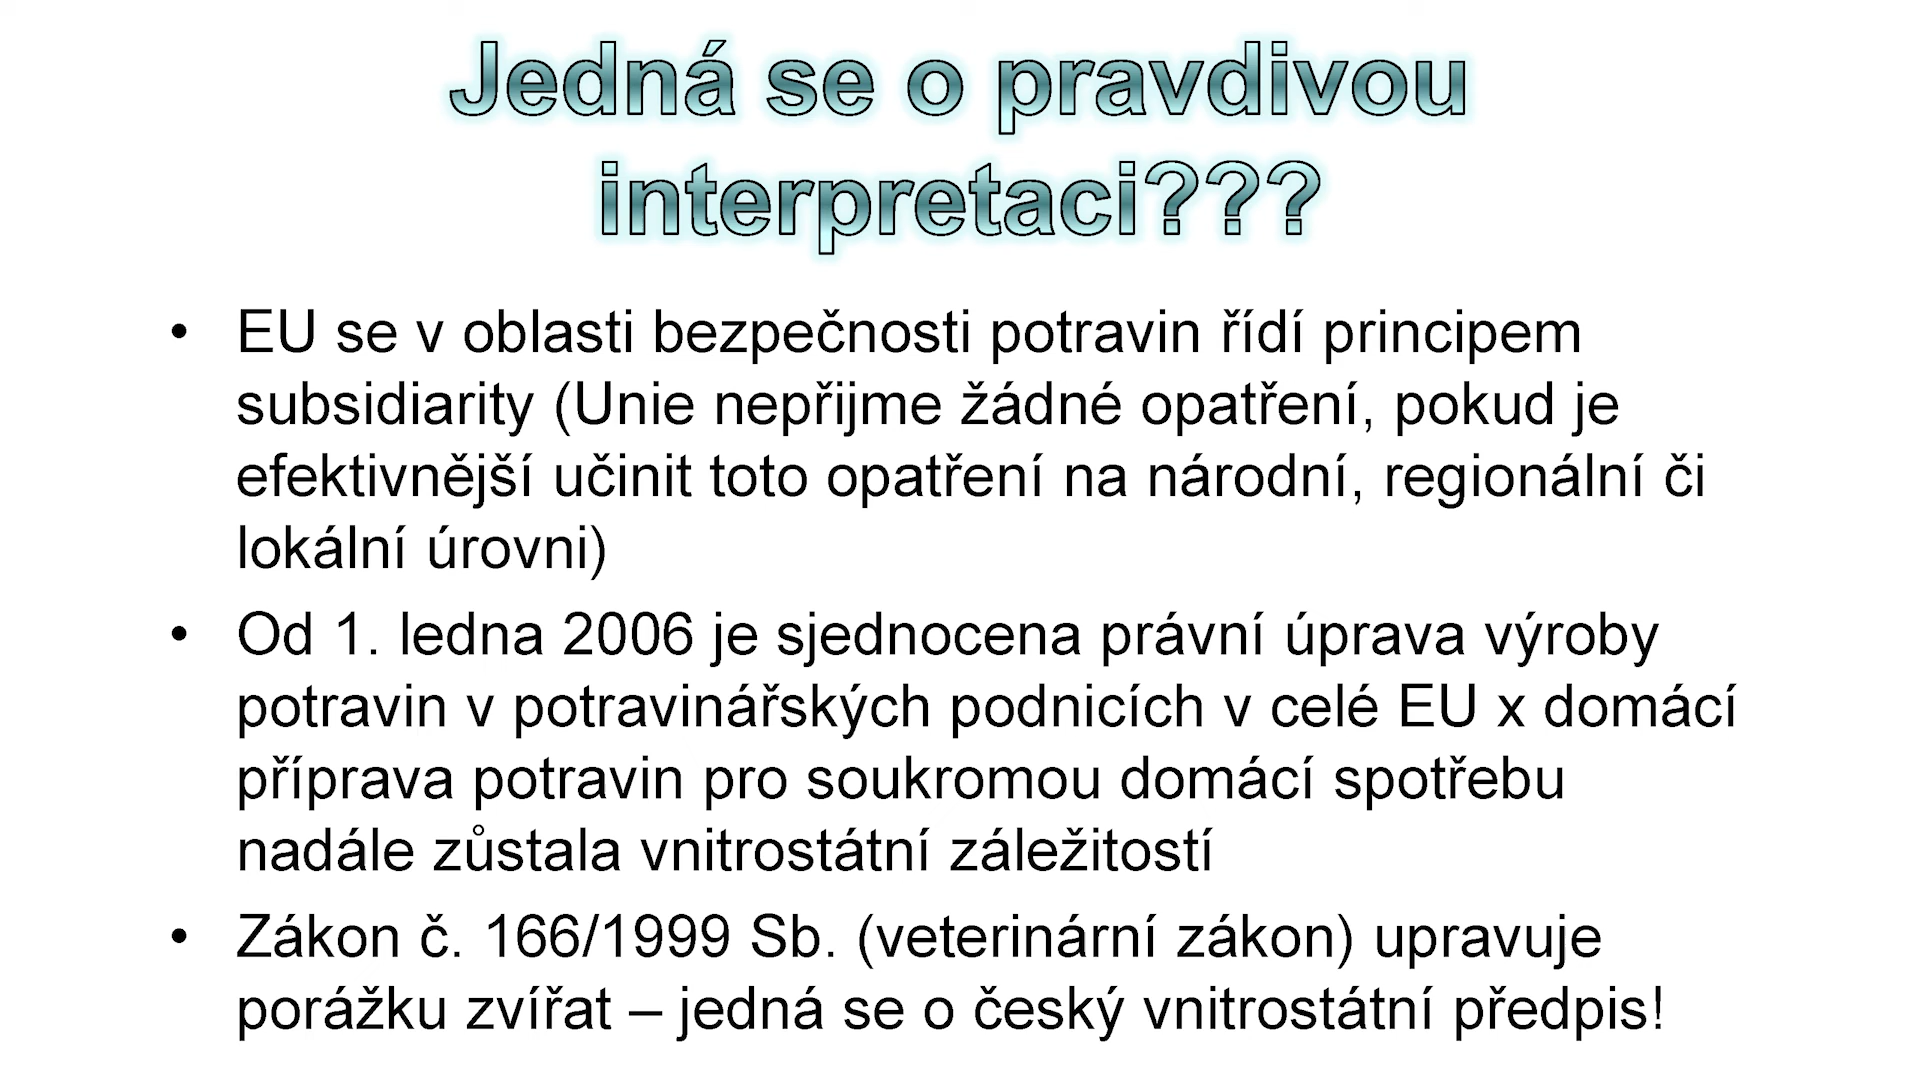 Jedná se o pravdivou
interpretaci???
• EU se v oblasti bezpečnosti potravin řídí principem
subsidiarity (Unie nepřijme žádné opatření, pokud je
efektivnější učinit toto opatření na národní, regionální či
lokální úrovni)
• Od 1. ledna 2006 je sjednocena právní úprava výroby
potravin v potravinářských podnicích v celé EU x domácí
příprava potravin pro soukromou domácí spotřebu
nadále zůstala vnitrostátní záležitostí
• Zákon č. 166/1999 Sb. (veterinární zákon) upravuje
porážku zvířat – jedná se o český vnitrostátní předpis!